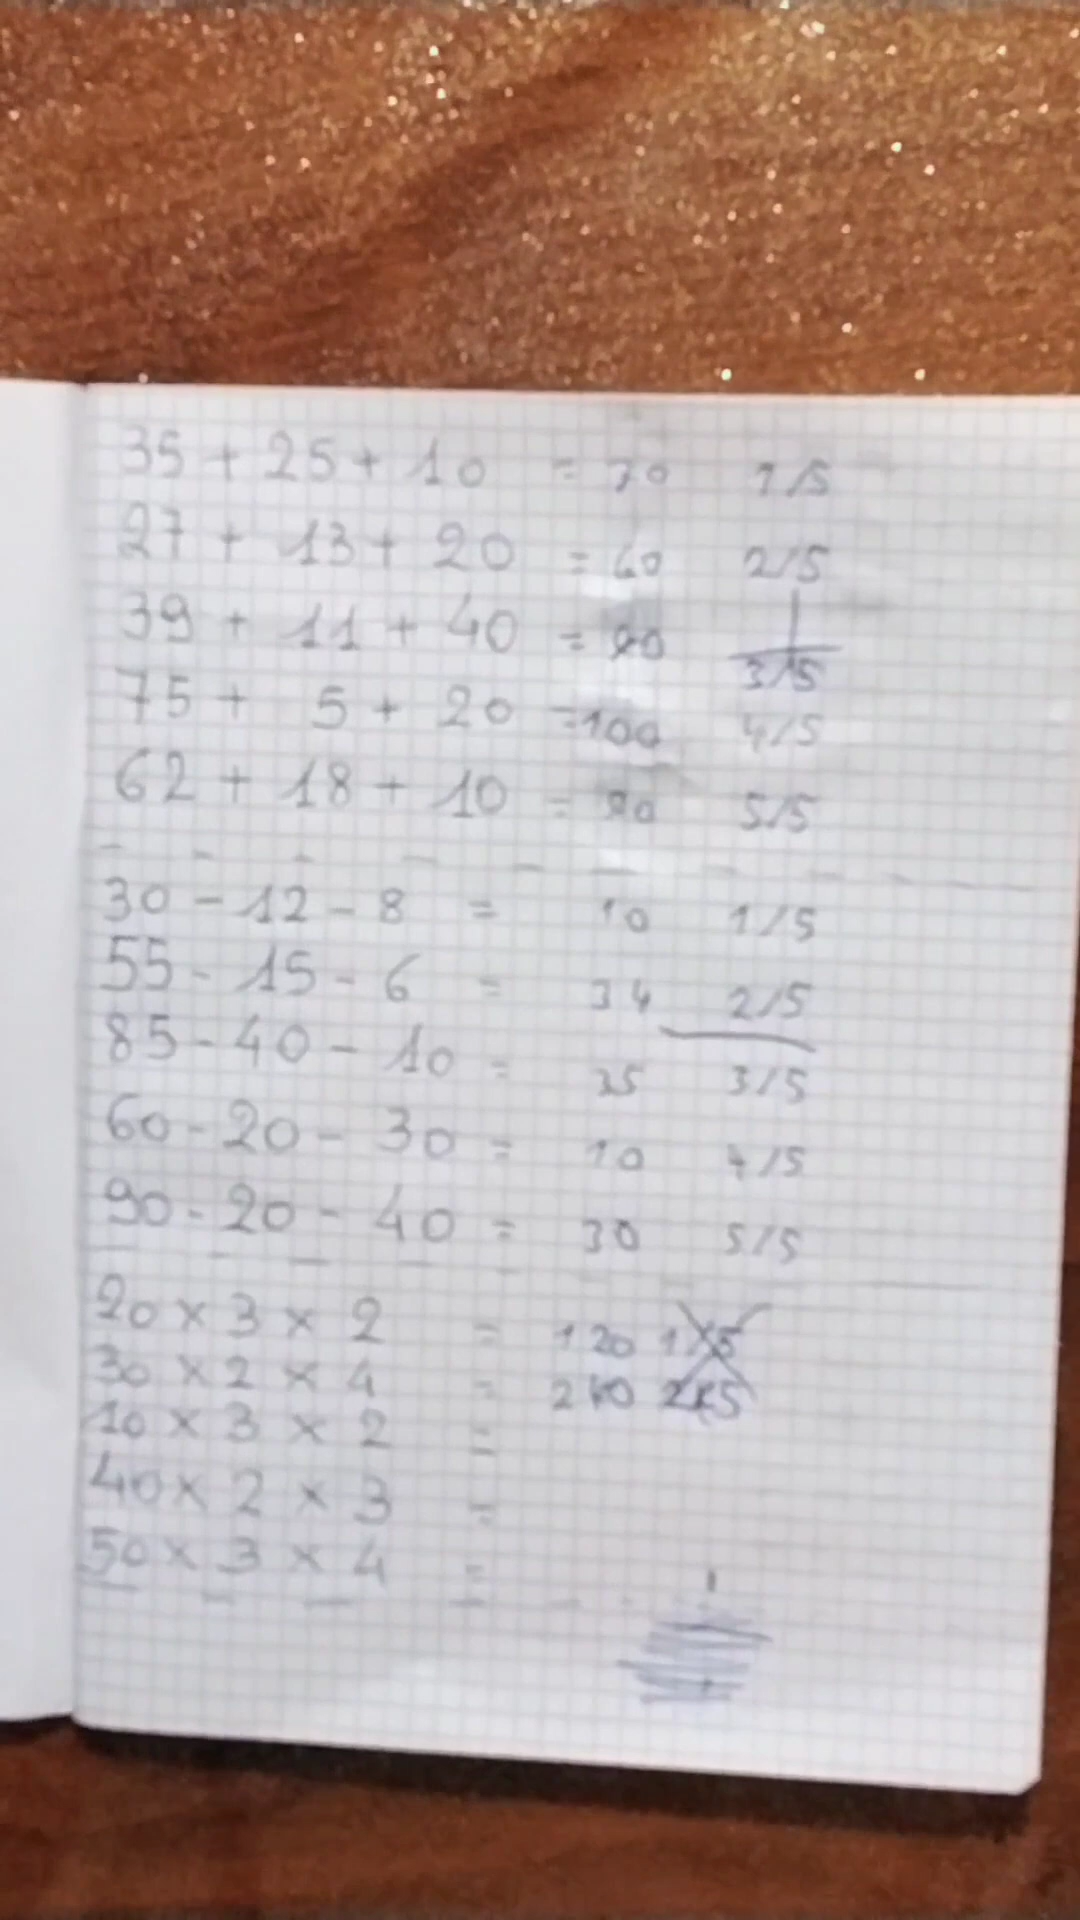 35 + 25 + 10 = 70 1/5
27 + 13 + 20 = 60 2/5
39 + 11 + 40 = 90 3/5
75 + 5 + 20 = 100 4/5
62 + 18 + 10 = 90 5/5
30 - 12 - 8 = 10 1/5
55 - 15 - 6 = 34 2/5
85 - 40 - 10 = 35 3/5
60 - 20 - 30 = 10 4/5
90 - 20 - 40 = 30 5/5
20 x 3 x 2 = 120 1/5
30 x 2 x 4 = 240 2/5
10 x 3 x 2 =
40 x 2 x 3 =
50 x 3 x 4 =